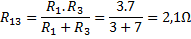 R₁₃ = R₁.R₃ / R₁ + R₃ = 3.7 / 3 + 7 = 2,1Ω